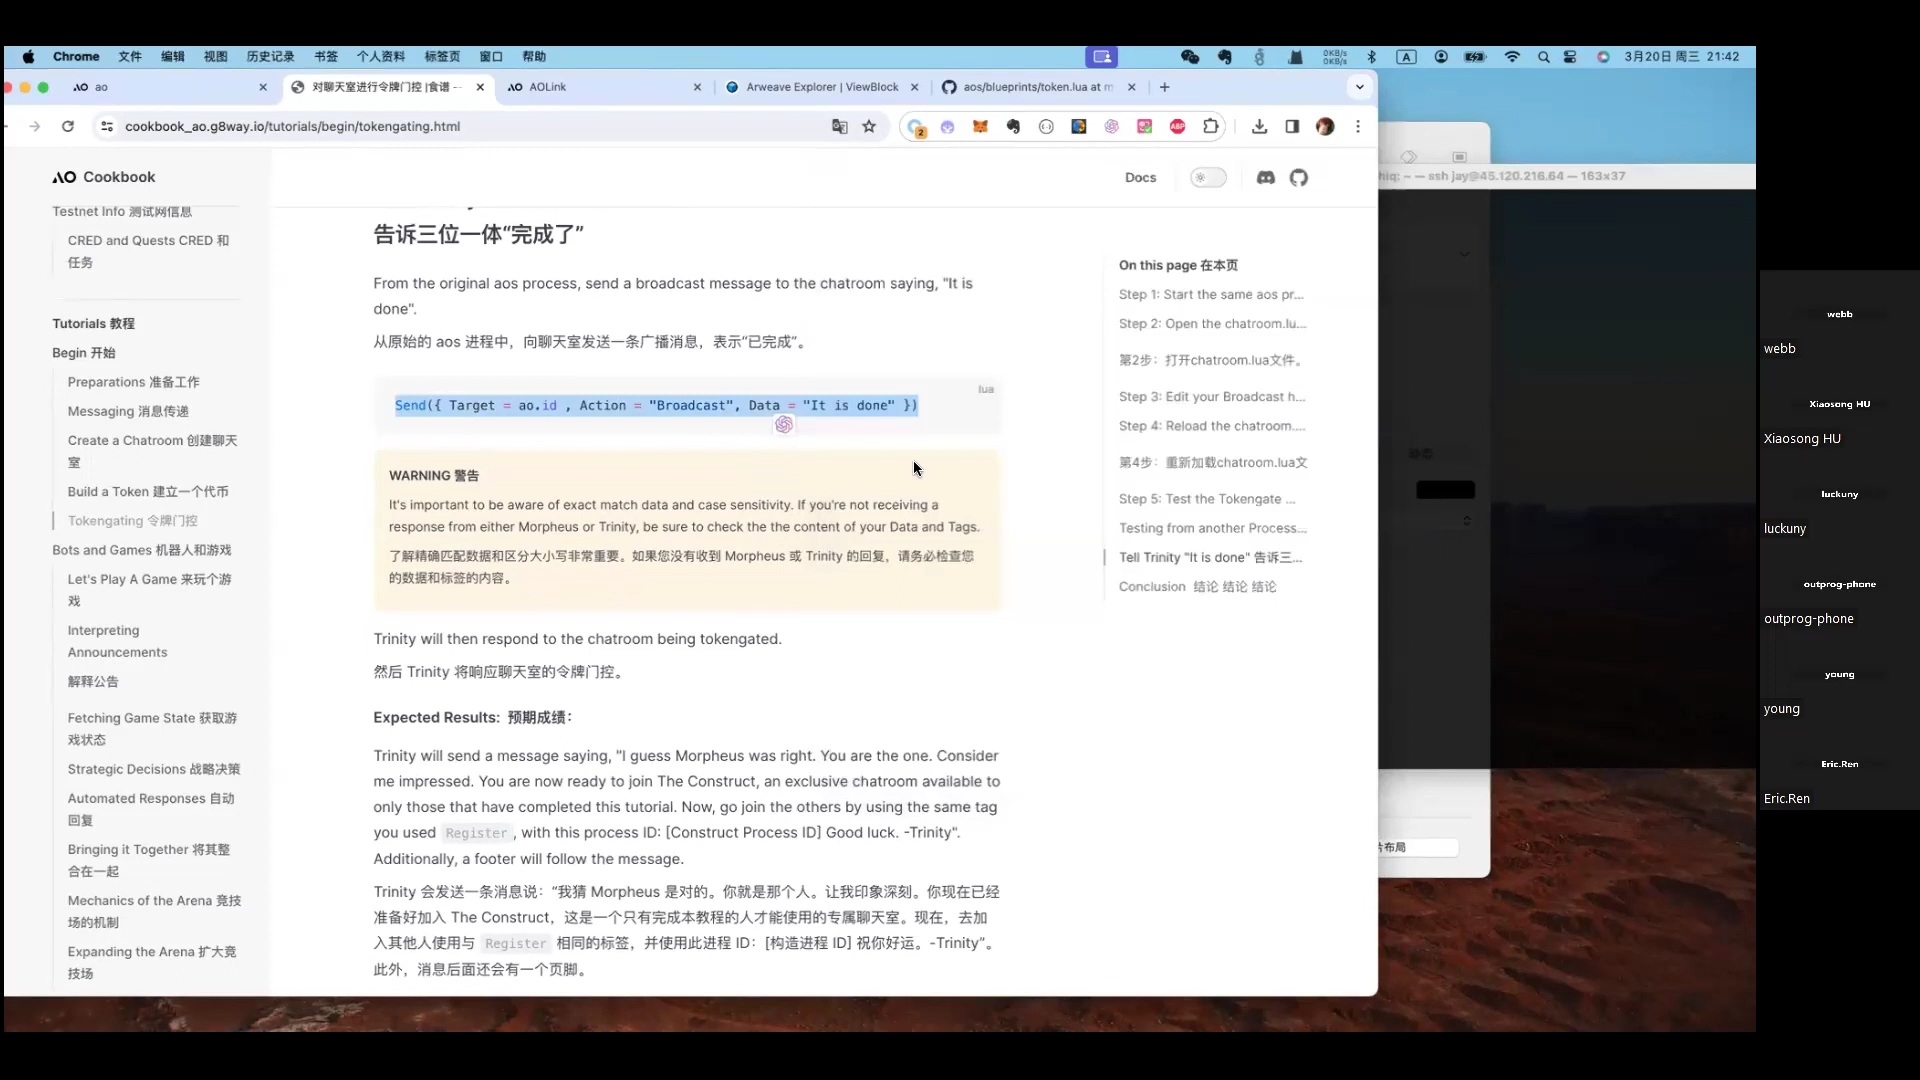 Chrome 文件 编辑 视图 历史记录 书签 个人资料 标签页 窗口 帮助
0KB/s
0KB/s
A
3月20日 周三 21:42
ao
对聊天室进行令牌门控 |食谱
AOLink
Arweave Explorer | ViewBlock
aos/blueprints/token.lua at m
cookbook_ao.g8way.io/tutorials/begin/tokengating.html
2
ABP
ssh jay@45.120.216.64 — 163×37
Cookbook
Docs
Testnet Info 测试网信息
CRED and Quests CRED 和
任务
Tutorials 教程
Begin 开始
Preparations 准备工作
Messaging 消息传递
Create a Chatroom 创建聊天
室
Build a Token 建立一个代币
Tokengating 令牌门控
Bots and Games 机器人和游戏
Let's Play A Game 来玩个游
戏
Interpreting
Announcements
解释公告
Fetching Game State 获取游
戏状态
Strategic Decisions 战略决策
Automated Responses 自动
回复
Bringing it Together 将其整
合在一起
Mechanics of the Arena 竞技
场的机制
Expanding the Arena 扩大竞
技场
告诉三位一体“完成了”
From the original aos process, send a broadcast message to the chatroom saying, "It is
done".
从原始的 aos 进程中，向聊天室发送一条广播消息，表示“已完成”。
lua
Send({ Target = ao.id , Action = "Broadcast", Data = "It is done" })
WARNING 警告
It's important to be aware of exact match data and case sensitivity. If you're not receiving a
response from either Morpheus or Trinity, be sure to check the the content of your Data and Tags.
了解精确匹配数据和区分大小写非常重要。如果您没有收到 Morpheus 或 Trinity 的回复，请务必检查您
的数据和标签的内容。
Trinity will then respond to the chatroom being tokengated.
然后 Trinity 将响应聊天室的令牌门控。
Expected Results: 预期成绩：
Trinity will send a message saying, "I guess Morpheus was right. You are the one. Consider
me impressed. You are now ready to join The Construct, an exclusive chatroom available to
only those that have completed this tutorial. Now, go join the others by using the same tag
you used Register, with this process ID: [Construct Process ID] Good luck. -Trinity".
Additionally, a footer will follow the message.
Trinity 会发送一条消息说：“我猜 Morpheus 是对的。你就是那个人。让我印象深刻。你现在已经
准备好加入 The Construct，这是一个只有完成本教程的人才能使用的专属聊天室。现在，去加
入其他人使用与 Register 相同的标签，并使用此进程 ID：[构造进程 ID] 祝你好运。-Trinity”。
此外，消息后面还会有一个页脚。
On this page 在本页
Step 1: Start the same aos pr...
Step 2: Open the chatroom.lu...
第2步：打开chatroom.lua文件。
Step 3: Edit your Broadcast h...
Step 4: Reload the chatroom....
第4步：重新加载chatroom.lua文
Step 5: Test the Tokengate ...
Testing from another Process...
Tell Trinity "It is done" 告诉三...
Conclusion 结论 结论 结论
布局
webb
webb
Xiaosong HU
Xiaosong HU
luckuny
luckuny
outprog-phone
outprog-phone
young
young
Eric.Ren
Eric.Ren